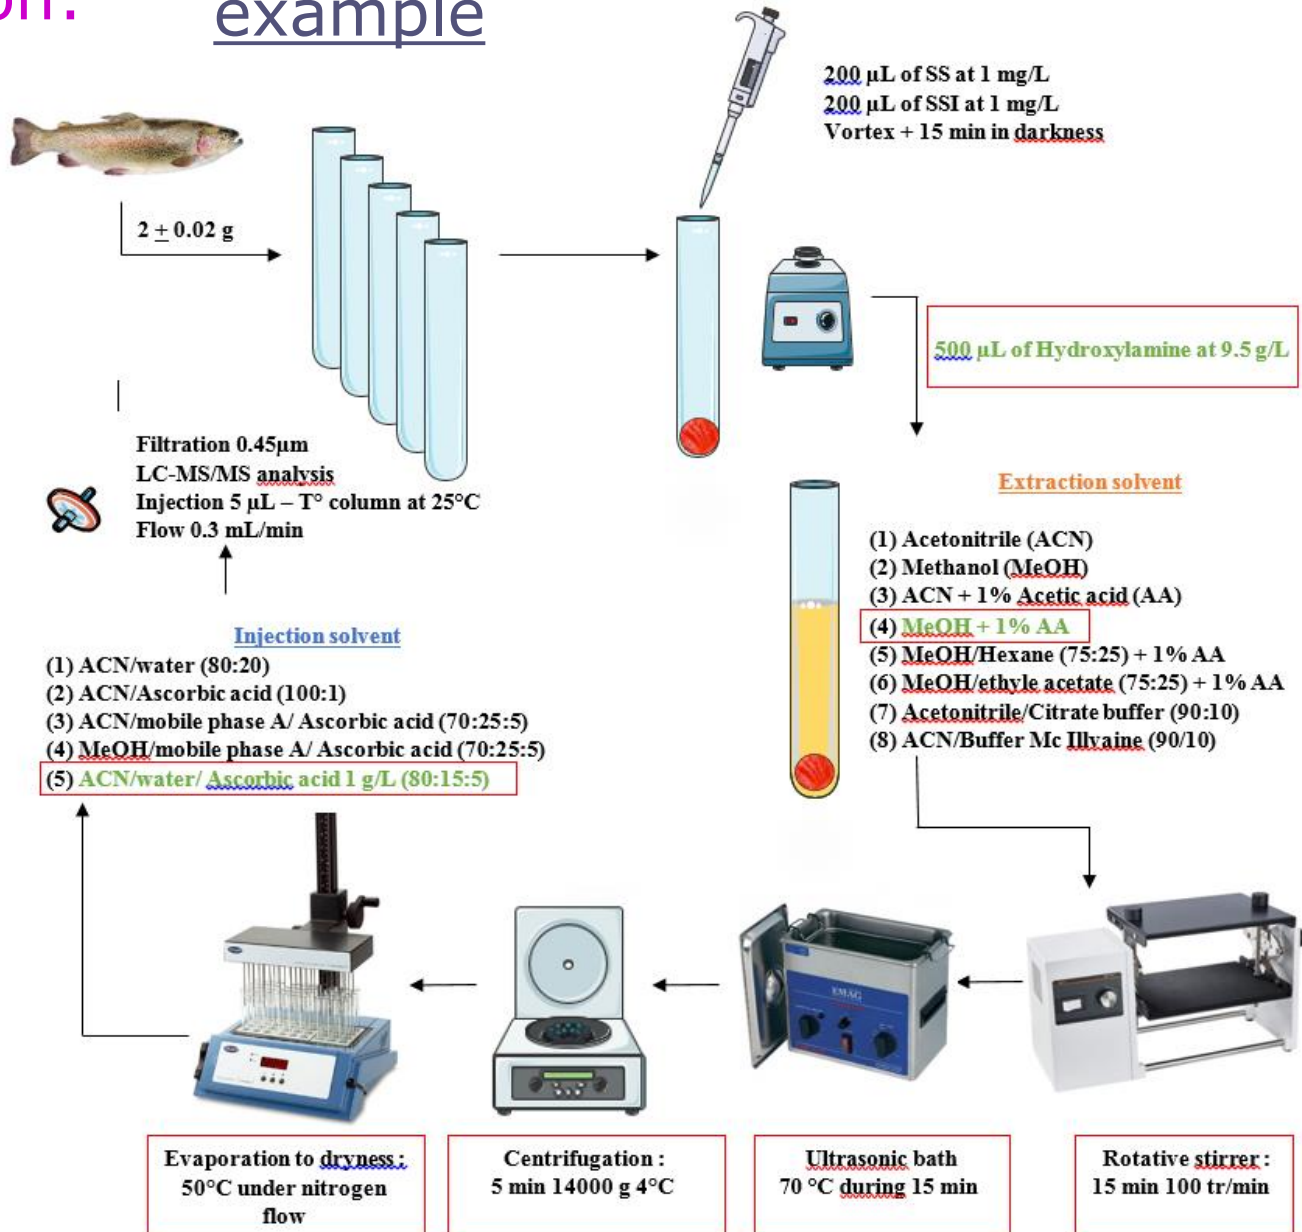 example
200 µL of SS at 1 mg/L
200 µL of SSI at 1 mg/L
Vortex + 15 min in darkness
2 ± 0.02 g
500 µL of Hydroxylamine at 9.5 g/L
Extraction solvent
(1) Acetonitrile (ACN)
(2) Methanol (MeOH)
(3) ACN + 1% Acetic acid (AA)
(4) MeOH + 1% AA
(5) MeOH/Hexane (75:25) + 1% AA
(6) MeOH/ethyle acetate (75:25) + 1% AA
(7) Acetonitrile/Citrate buffer (90:10)
(8) ACN/Buffer Mc Illvaine (90/10)
Filtration 0.45µm
LC-MS/MS analysis
Injection 5 µL – T° column at 25°C
Flow 0.3 mL/min
Injection solvent
(1) ACN/water (80:20)
(2) ACN/Ascorbic acid (100:1)
(3) ACN/mobile phase A/ Ascorbic acid (70:25:5)
(4) MeOH/mobile phase A/ Ascorbic acid (70:25:5)
(5) ACN/water/ Ascorbic acid 1 g/L (80:15:5)
EMAG
Evaporation to dryness :
50°C under nitrogen
flow
Centrifugation :
5 min 14000 g 4°C
Ultrasonic bath
70 °C during 15 min
Rotative stirrer :
15 min 100 tr/min